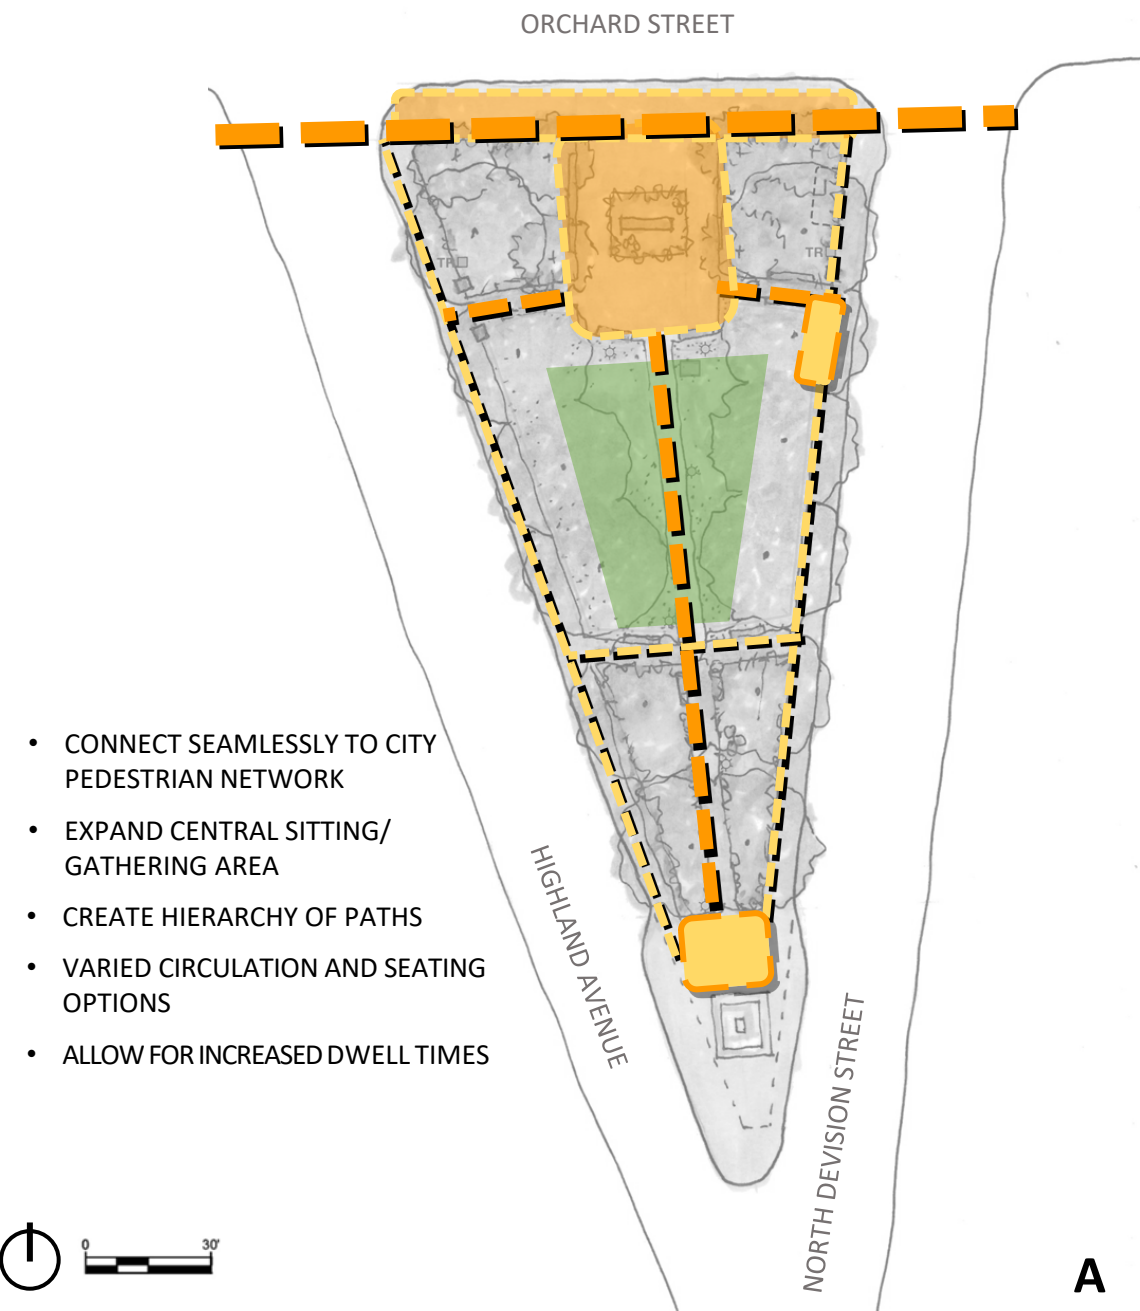 ORCHARD STREET
TR
TR
• CONNECT SEAMLESSLY TO CITY
PEDESTRIAN NETWORK
• EXPAND CENTRAL SITTING/
GATHERING AREA
• CREATE HIERARCHY OF PATHS
• VARIED CIRCULATION AND SEATING
OPTIONS
• ALLOW FOR INCREASED DWELL TIMES
HIGHLAND AVENUE
NORTH DEVISION STREET
0 30'
A